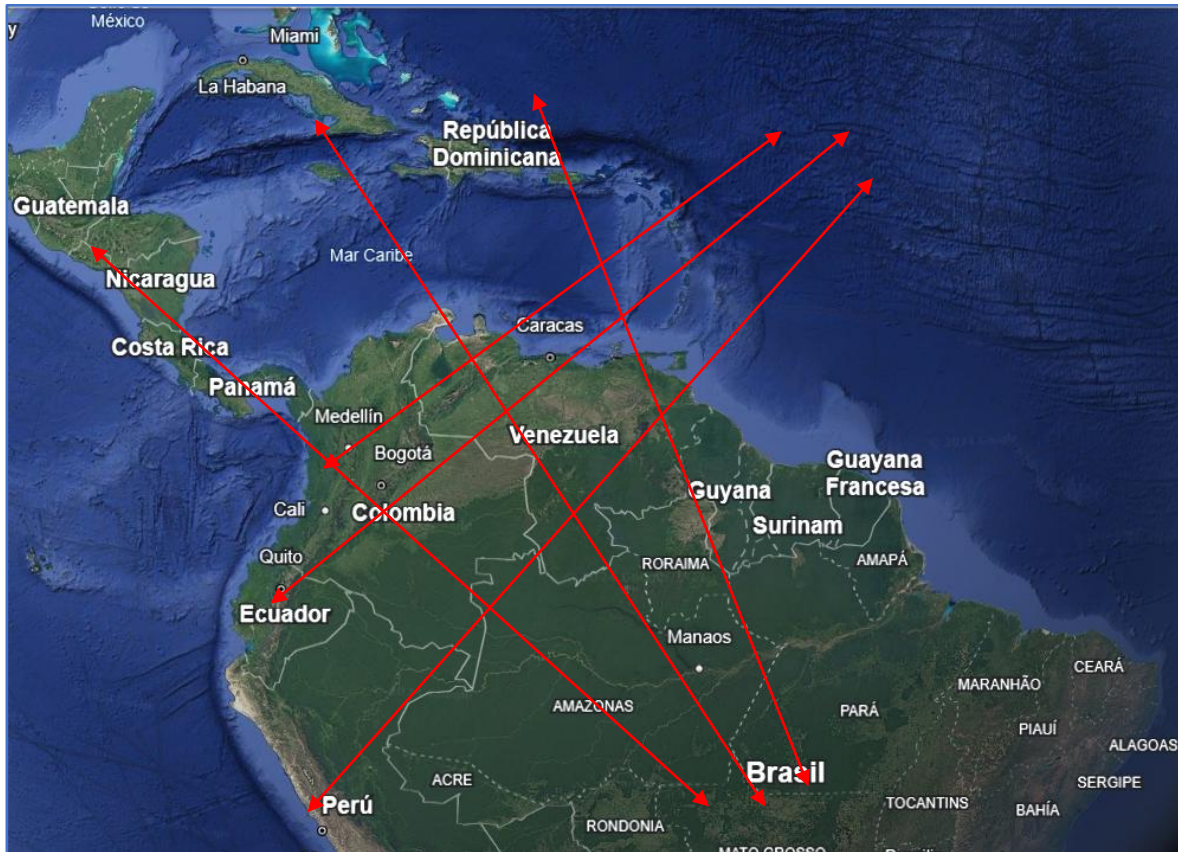 México
y
Miami
La Habana
República
Dominicana
Guatemala
Mar Caribe
Nicaragua
Caracas
Costa Rica
Panamá
Medellín
Venezuela
Bogotá
Guayana
Francesa
Guyana
Cali
Colombia
Surinam
Quito
RORAIMA
AMAPÁ
Ecuador
Manaos
CEARÁ
MARANHÃO
AMAZONAS
PARÁ
PIAUÍ
ALAGOAS
Brasil
ACRE
SERGIPE
Perú
TOCANTINS
BAHÍA
RONDONIA
MATO GROSSO